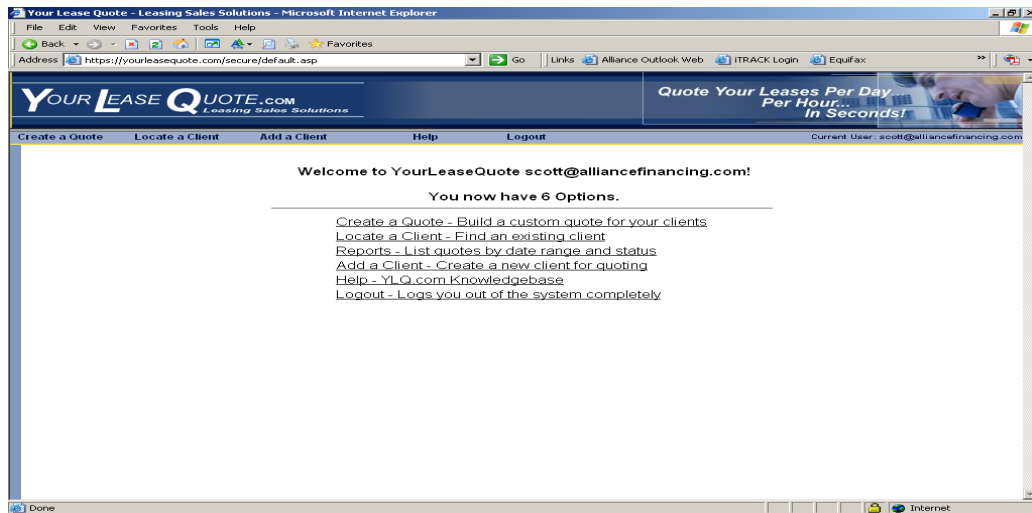 Your Lease Quote - Leasing Sales Solutions - Microsoft Internet Explorer
File Edit View Favorites Tools Help
Back Favorites
Address https://yourleasequote.com/secure/default.asp Go Links Alliance Outlook Web iTRACK Login Equifax
YOUR LEASE QUOTE.COM
Leasing Sales Solutions
Quote Your Leases Per Day...
Per Hour...
In Seconds!
Create a Quote Locate a Client Add a Client Help Logout Current User: scott@alliancefinancing.com
Welcome to YourLeaseQuote scott@alliancefinancing.com!
You now have 6 Options.
Create a Quote - Build a custom quote for your clients
Locate a Client - Find an existing client
Reports - List quotes by date range and status
Add a Client - Create a new client for quoting
Help - YLQ.com Knowledgebase
Logout - Logs you out of the system completely
Done Internet